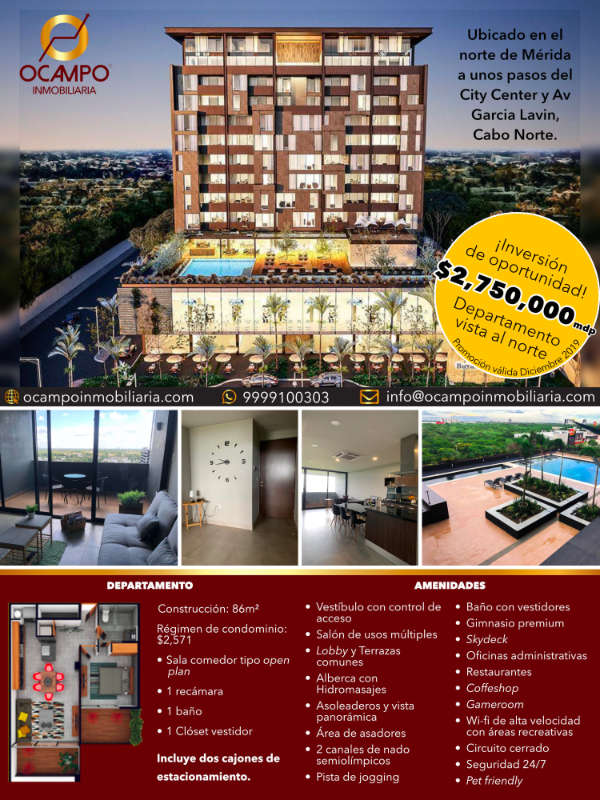 OCAMPO
INMOBILIARIA
Ubicado en el
norte de Mérida
a unos pasos del
City Center y Av
Garcia Lavin,
Cabo Norte.
¡Inversión
de oportunidad!
$2,750,000 mdp
Departamento
vista al norte
Promoción válida Diciembre 2019
ocampoinmobiliaria.com
9999100303
info@ocampoinmobiliaria.com
DEPARTAMENTO
Construcción: 86m²
Régimen de condominio:
$2,571
• Sala comedor tipo open
plan
• 1 recámara
• 1 baño
• 1 Clóset vestidor
Incluye dos cajones de
estacionamiento.
AMENIDADES
• Vestíbulo con control de
acceso
• Salón de usos múltiples
• Lobby y Terrazas
comunes
• Alberca con
Hidromasajes
• Asoleaderos y vista
panorámica
• Área de asadores
• 2 canales de nado
semiolímpicos
• Pista de jogging
• Baño con vestidores
• Gimnasio premium
• Skydeck
• Oficinas administrativas
• Restaurantes
• Coffeshop
• Gameroom
• Wi-fi de alta velocidad
con áreas recreativas
• Circuito cerrado
• Seguridad 24/7
• Pet friendly